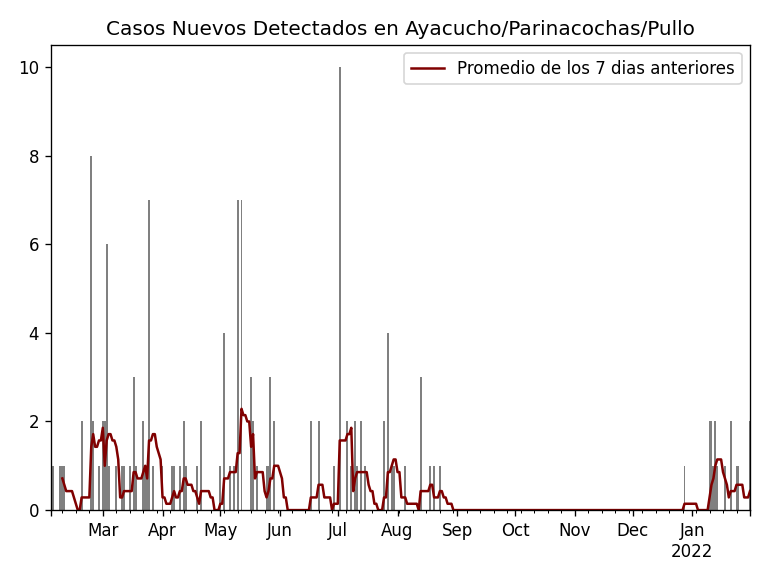 Casos Nuevos Detectados en Ayacucho/Parinacochas/Pullo
Promedio de los 7 dias anteriores
10
8
6
4
2
0
Mar Apr May Jun Jul Aug Sep Oct Nov Dec Jan
2022